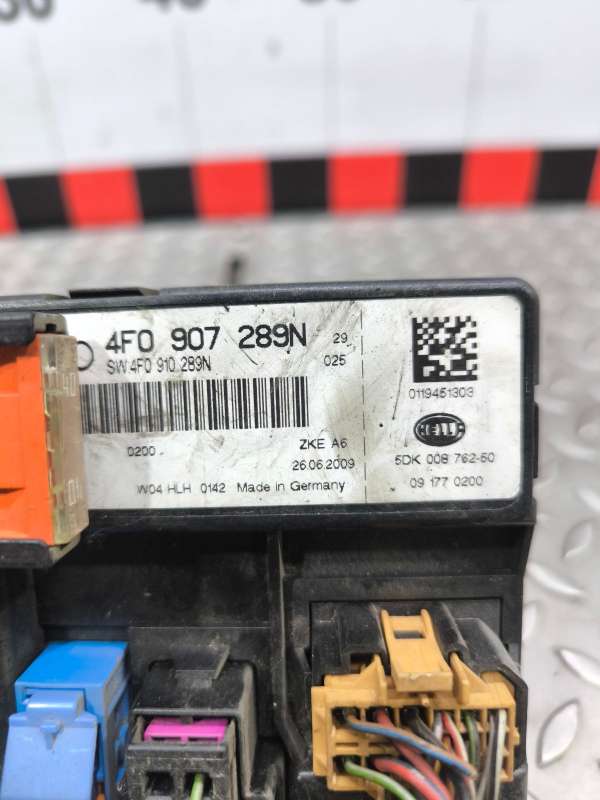 4F0 907 289N 29
SW:4F0 910 289N 025
0200
ZKE A6
26.06.2009
W04 HLH 0142 Made in Germany
0119451303
HELLA
5DK 008 762-50
09 177 0200